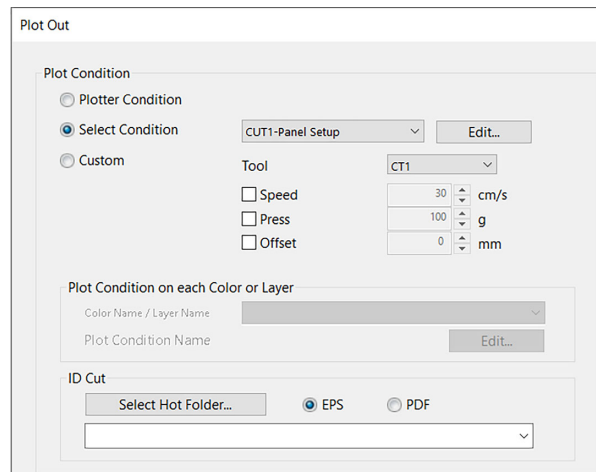 Plot Out
Plot Condition
Plotter Condition
Select Condition CUT1-Panel Setup Edit...
Custom Tool CT1
Speed 30 cm/s
Press 100 g
Offset 0 mm
Plot Condition on each Color or Layer
Color Name / Layer Name
Plot Condition Name Edit...
ID Cut
Select Hot Folder... EPS PDF